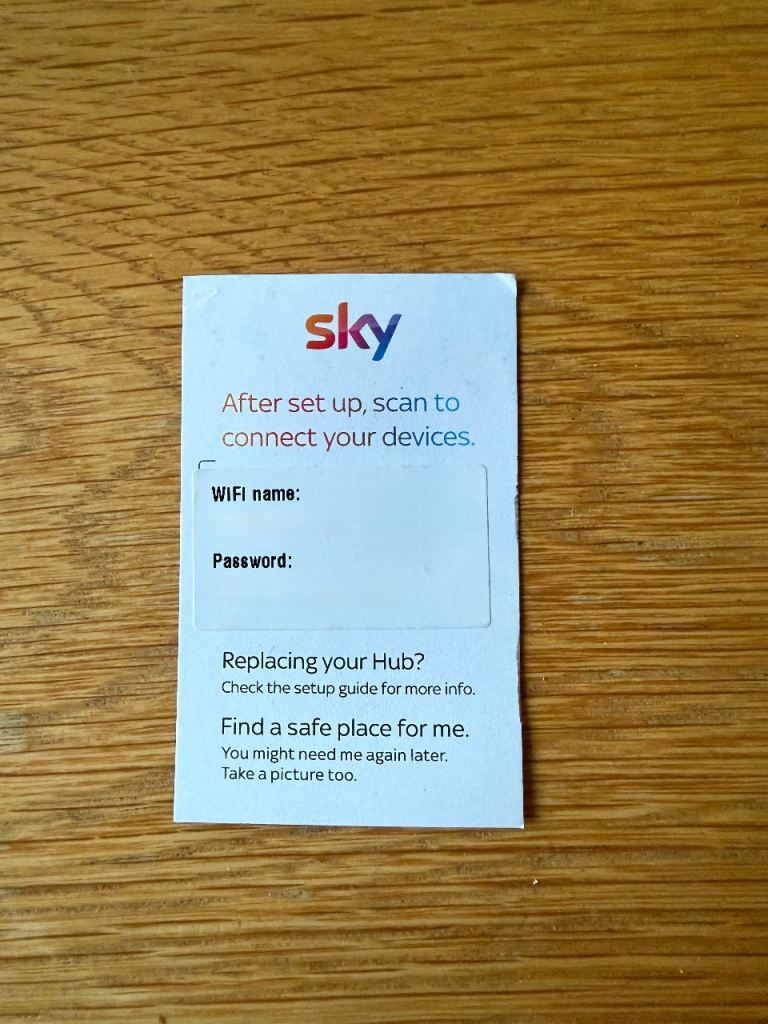 sky
After set up, scan to
connect your devices.
WiFi name:
Password:
Replacing your Hub?
Check the setup guide for more info.
Find a safe place for me.
You might need me again later.
Take a picture too.